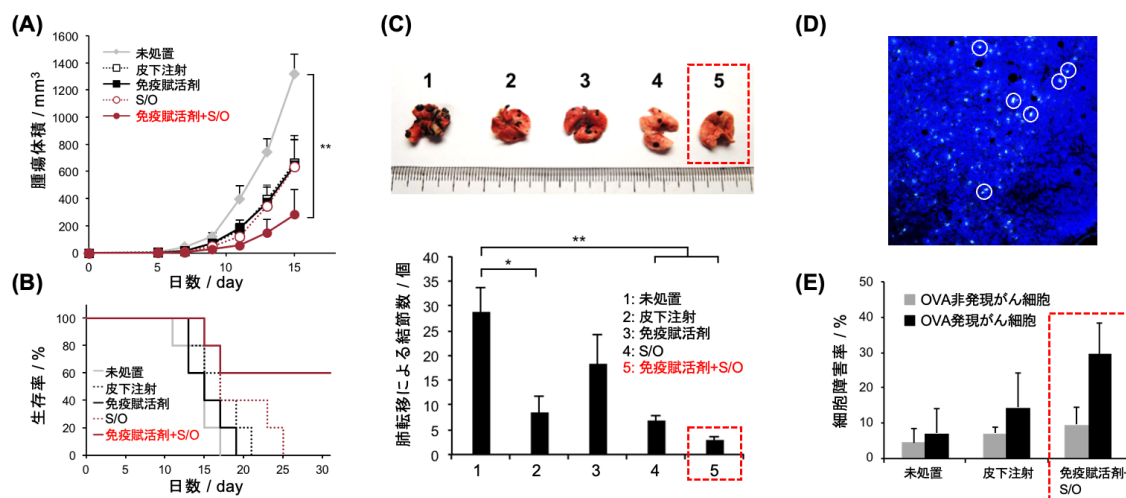 (A)
1600
1400
1200
1000
800
600
400
200
0
腫瘍体積 / mm³
未処置
皮下注射
免疫賦活剤
S/O
免疫賦活剤+S/O
**
0 5 10 15
日数 / day
(B)
100
80
60
40
20
0
生存率 / %
未処置
皮下注射
免疫賦活剤
S/O
免疫賦活剤+S/O
0 5 10 15 20 25 30
日数 / day
(C)
1 2 3 4 5
40
35
30
25
20
15
10
5
0
肺転移による結節数 / 個
**
*
1: 未処置
2: 皮下注射
3: 免疫賦活剤
4: S/O
5: 免疫賦活剤+S/O
1 2 3 4 5
(D)
(E)
50
40
30
20
10
0
細胞障害率 / %
OVA非発現がん細胞
OVA発現がん細胞
未処置 皮下注射 免疫賦活剤+
S/O